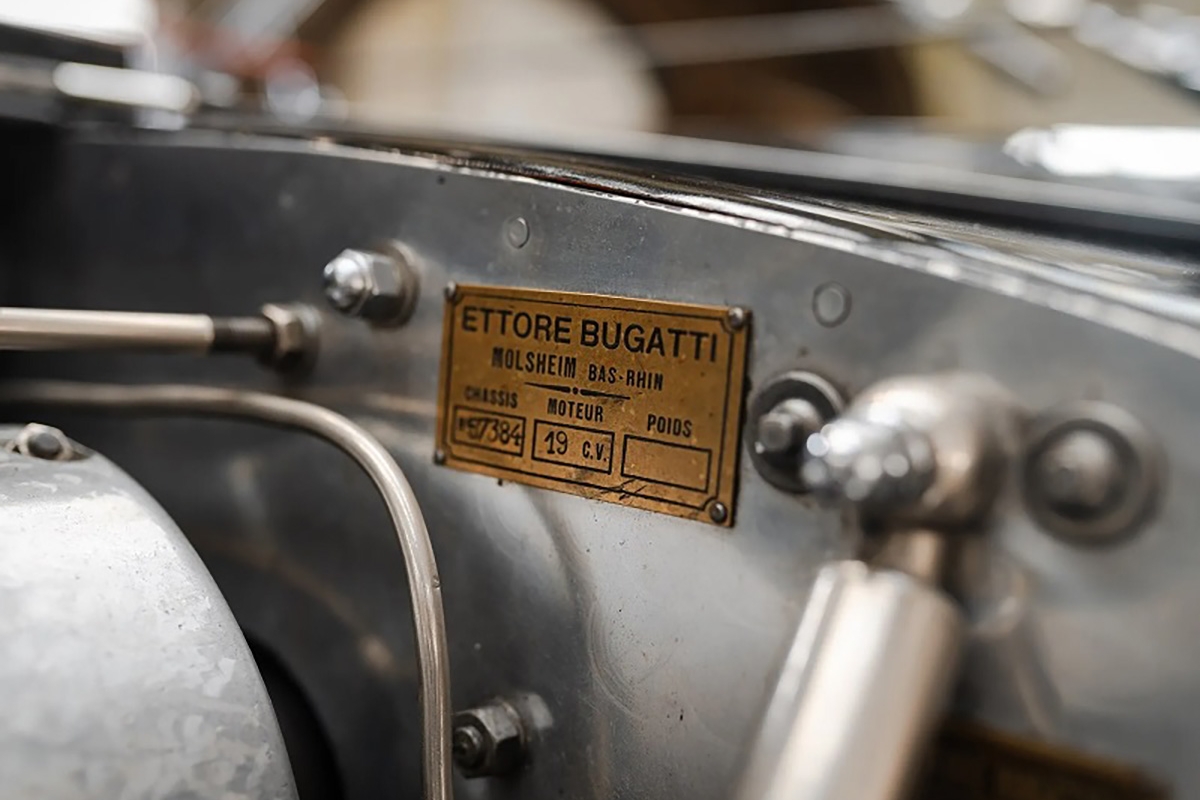 ETTORE BUGATTI
MOLSHEIM BAS-RHIN
CHASSIS MOTEUR POIDS
57384 19 C.V.